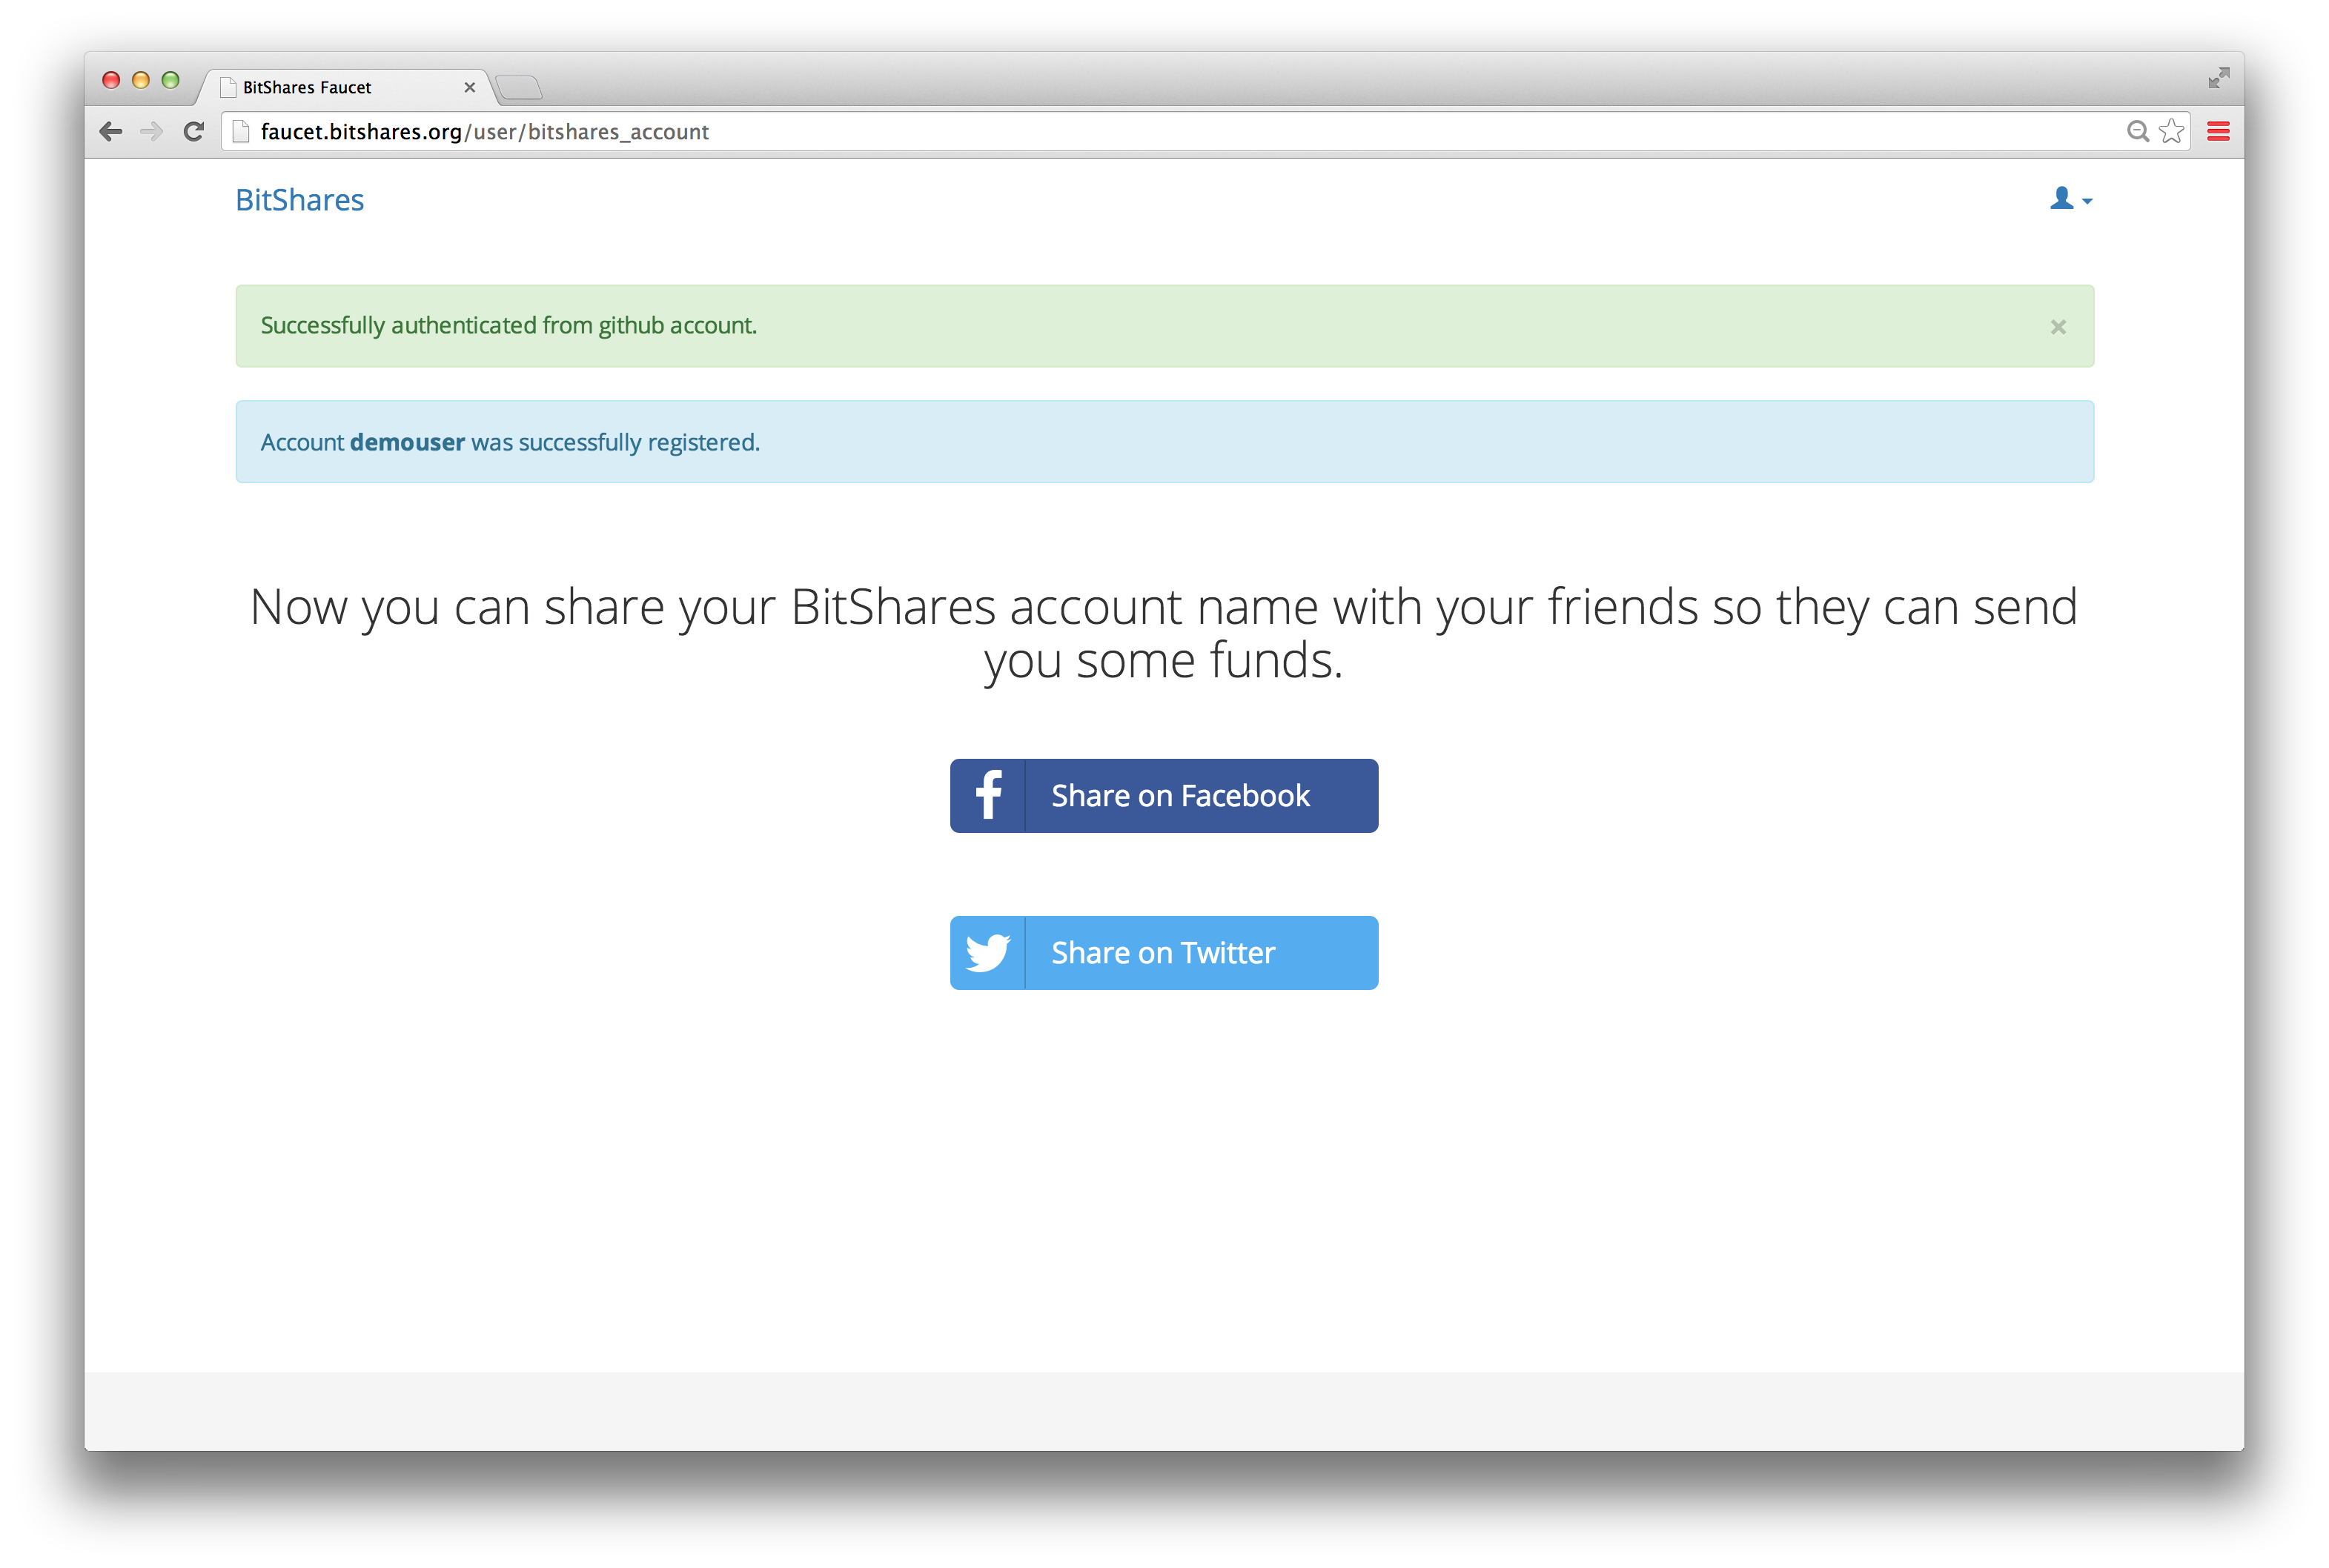 BitShares Faucet
faucet.bitshares.org/user/bitshares_account
BitShares
Successfully authenticated from github account.
Account demouser was successfully registered.
Now you can share your BitShares account name with your friends so they can send
you some funds.
Share on Facebook
Share on Twitter